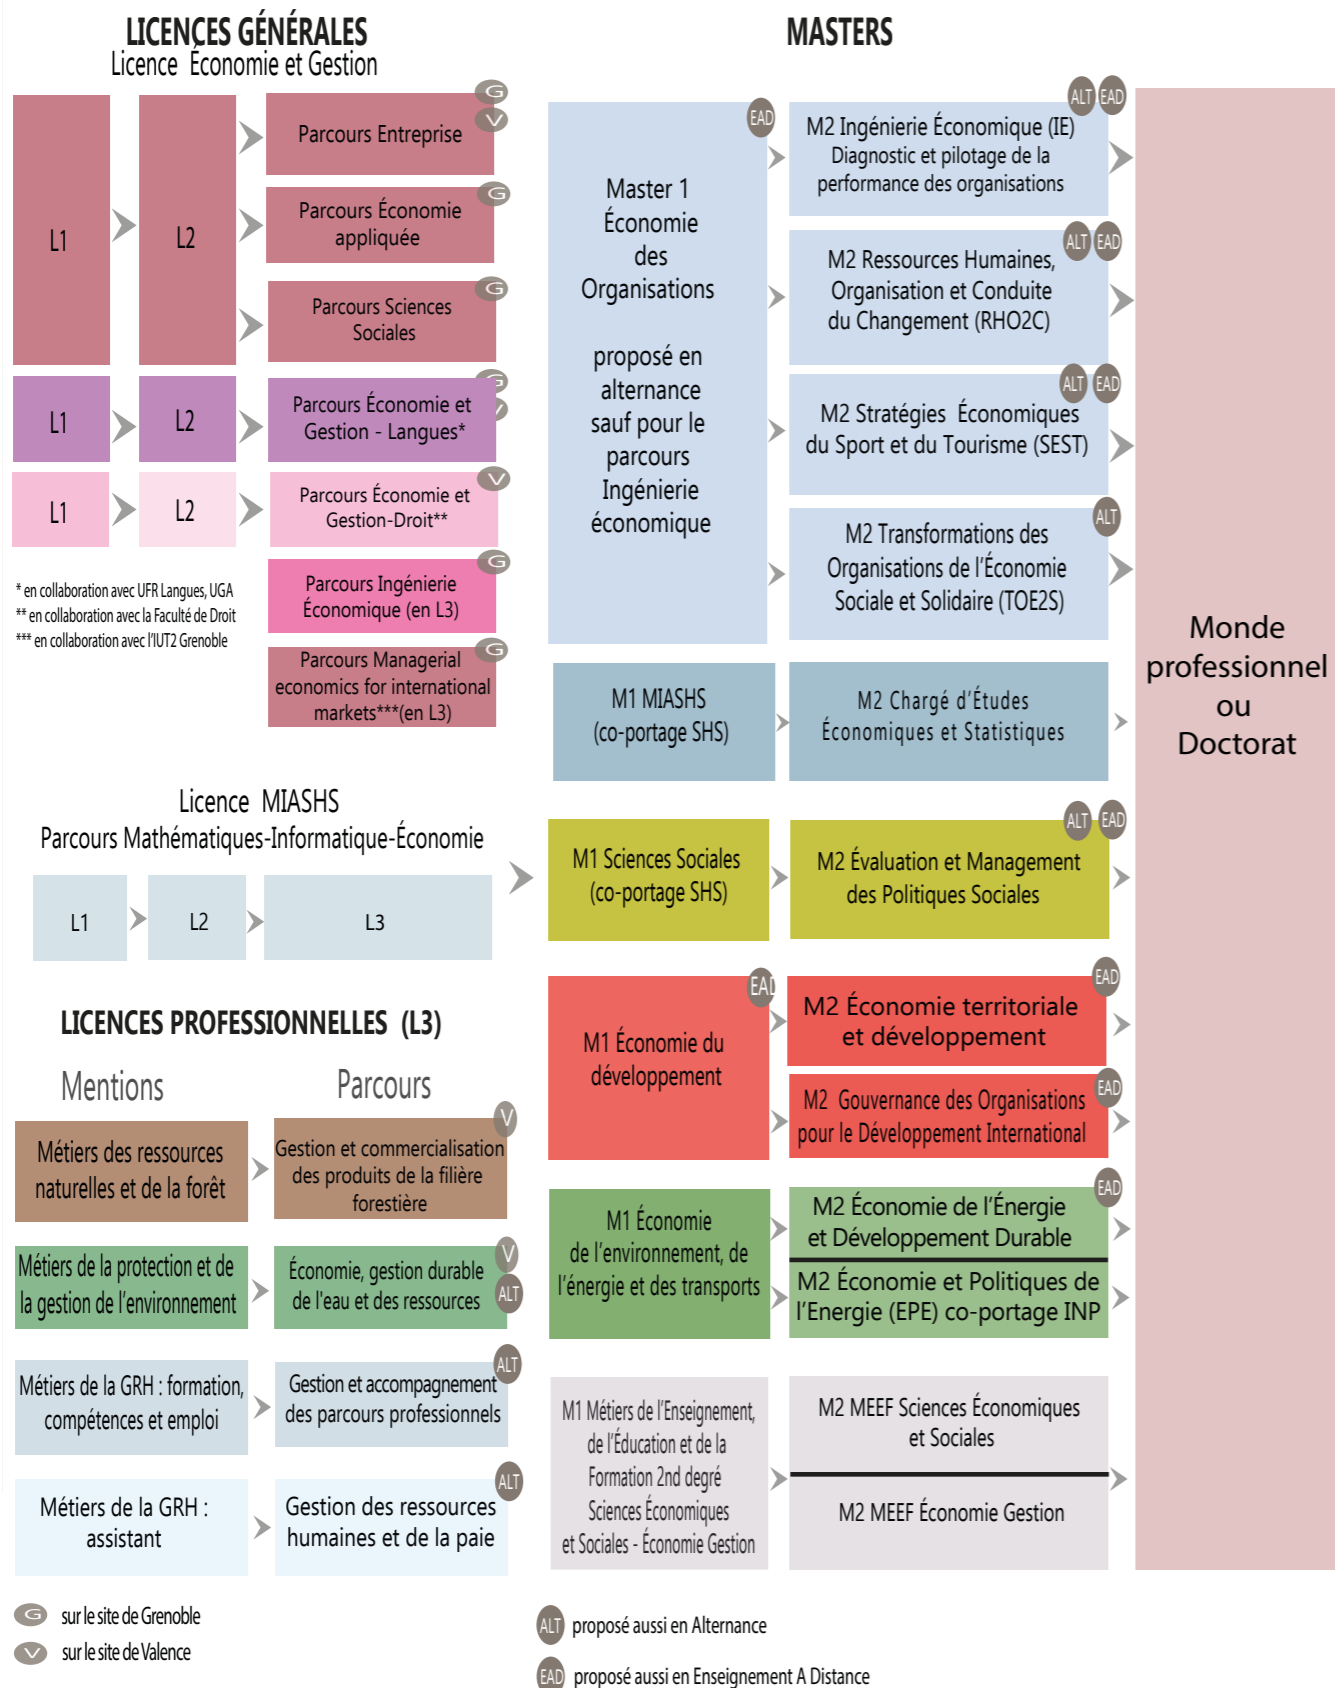 LICENCES GÉNÉRALES
Licence Économie et Gestion
L1
L2
G
V
Parcours Entreprise
G
Parcours Économie
appliquée
G
Parcours Sciences
Sociales
L1
L2
G
V
Parcours Économie et
Gestion - Langues*
L1
L2
V
Parcours Économie et
Gestion-Droit**
G
Parcours Ingénierie
Économique (en L3)
G
Parcours Managerial
economics for international
markets***(en L3)
* en collaboration avec UFR Langues, UGA
** en collaboration avec la Faculté de Droit
*** en collaboration avec l'IUT2 Grenoble
Licence MIASHS
Parcours Mathématiques-Informatique-Économie
L1
L2
L3
LICENCES PROFESSIONNELLES (L3)
Mentions
Parcours
Métiers des ressources
naturelles et de la forêt
V
Gestion et commercialisation
des produits de la filière
forestière
Métiers de la protection et de
la gestion de l'environnement
V
ALT
Économie, gestion durable
de l'eau et des ressources
Métiers de la GRH : formation,
compétences et emploi
ALT
Gestion et accompagnement
des parcours professionnels
Métiers de la GRH :
assistant
ALT
Gestion des ressources
humaines et de la paie
G sur le site de Grenoble
V sur le site de Valence
MASTERS
EAD
Master 1
Économie
des
Organisations
proposé en
alternance
sauf pour le
parcours
Ingénierie
économique
ALT EAD
M2 Ingénierie Économique (IE)
Diagnostic et pilotage de la
performance des organisations
ALT EAD
M2 Ressources Humaines,
Organisation et Conduite
du Changement (RHO2C)
ALT EAD
M2 Stratégies Économiques
du Sport et du Tourisme (SEST)
ALT
M2 Transformations des
Organisations de l'Économie
Sociale et Solidaire (TOE2S)
M1 MIASHS
(co-portage SHS)
M2 Chargé d'Études
Économiques et Statistiques
M1 Sciences Sociales
(co-portage SHS)
ALT EAD
M2 Évaluation et Management
des Politiques Sociales
EAD
M1 Économie du
développement
EAD
M2 Économie territoriale
et développement
EAD
M2 Gouvernance des Organisations
pour le Développement International
M1 Économie
de l'environnement, de
l'énergie et des transports
EAD
M2 Économie de l'Énergie
et Développement Durable
M2 Économie et Politiques de
l'Energie (EPE) co-portage INP
M1 Métiers de l'Enseignement,
de l'Éducation et de la
Formation 2nd degré
Sciences Économiques
et Sociales - Économie Gestion
M2 MEEF Sciences Économiques
et Sociales
M2 MEEF Économie Gestion
Monde
professionnel
ou
Doctorat
ALT proposé aussi en Alternance
EAD proposé aussi en Enseignement A Distance